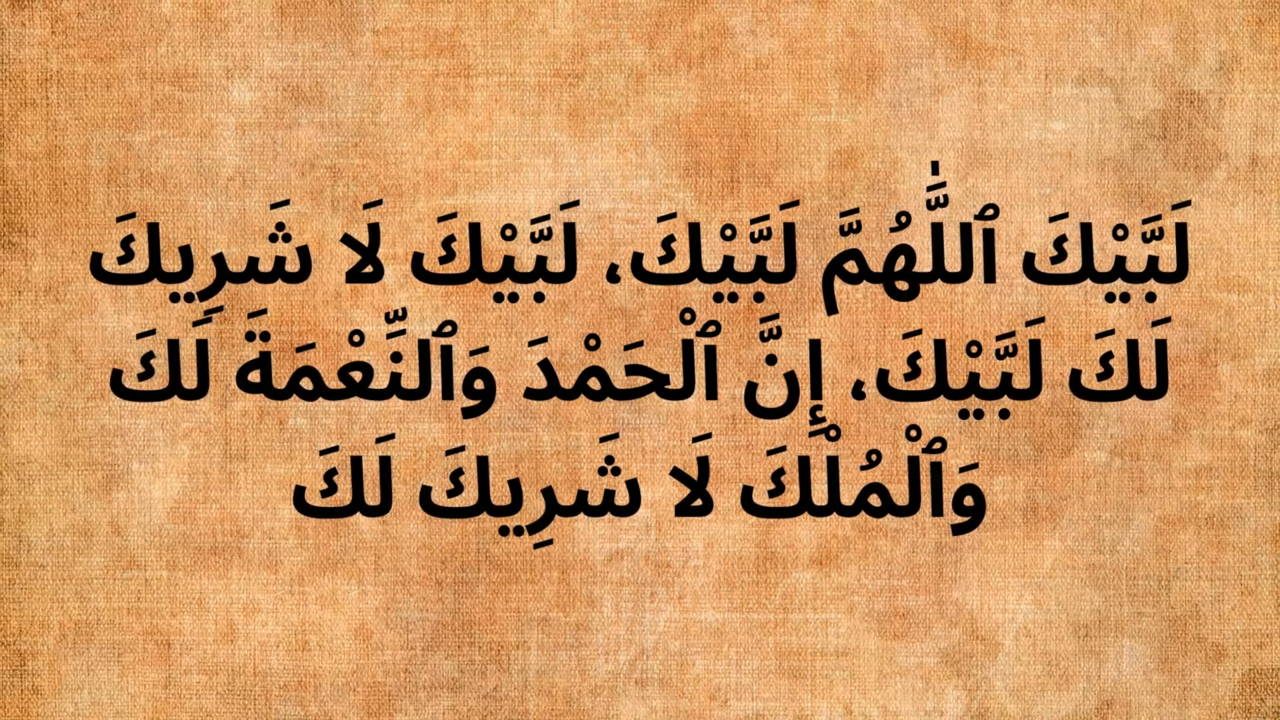 لَبَّيْكَ ٱللَّٰهُمَّ لَبَّيْكَ، لَبَّيْكَ لَا شَرِيكَ
لَكَ لَبَّيْكَ، إِنَّ ٱلْحَمْدَ وَٱلنِّعْمَةَ لَكَ
وَٱلْمُلْكَ لَا شَرِيكَ لَكَ